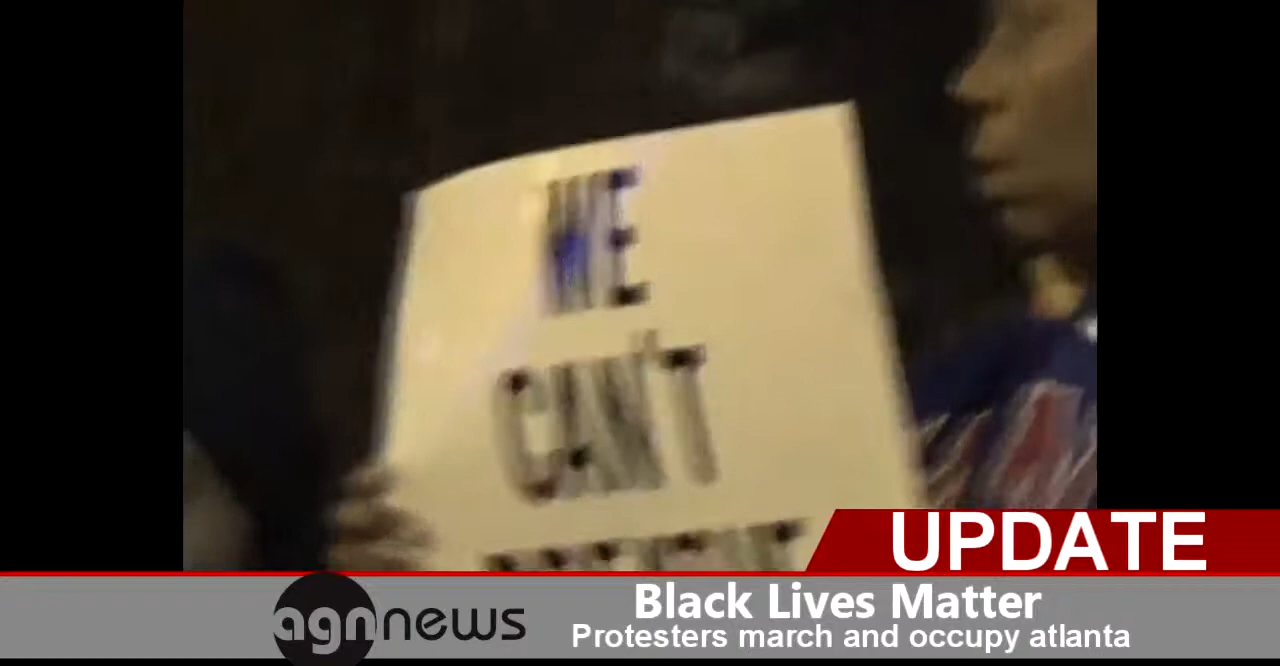 WE
CAN'T
UPDATE
agnnews
Black Lives Matter
Protesters march and occupy atlanta